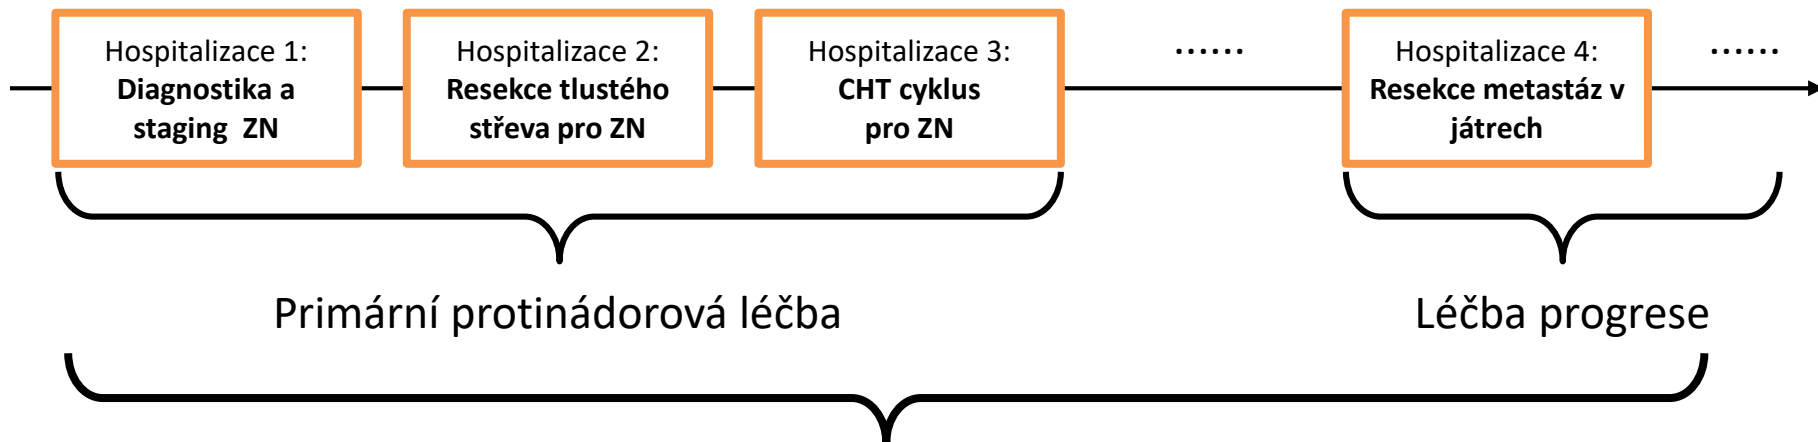 Hospitalizace 1:
Diagnostika a
staging ZN
Hospitalizace 2:
Resekce tlustého
střeva pro ZN
Hospitalizace 3:
CHT cyklus
pro ZN
......
Hospitalizace 4:
Resekce metastáz v
játrech
......
Primární protinádorová léčba
Léčba progrese